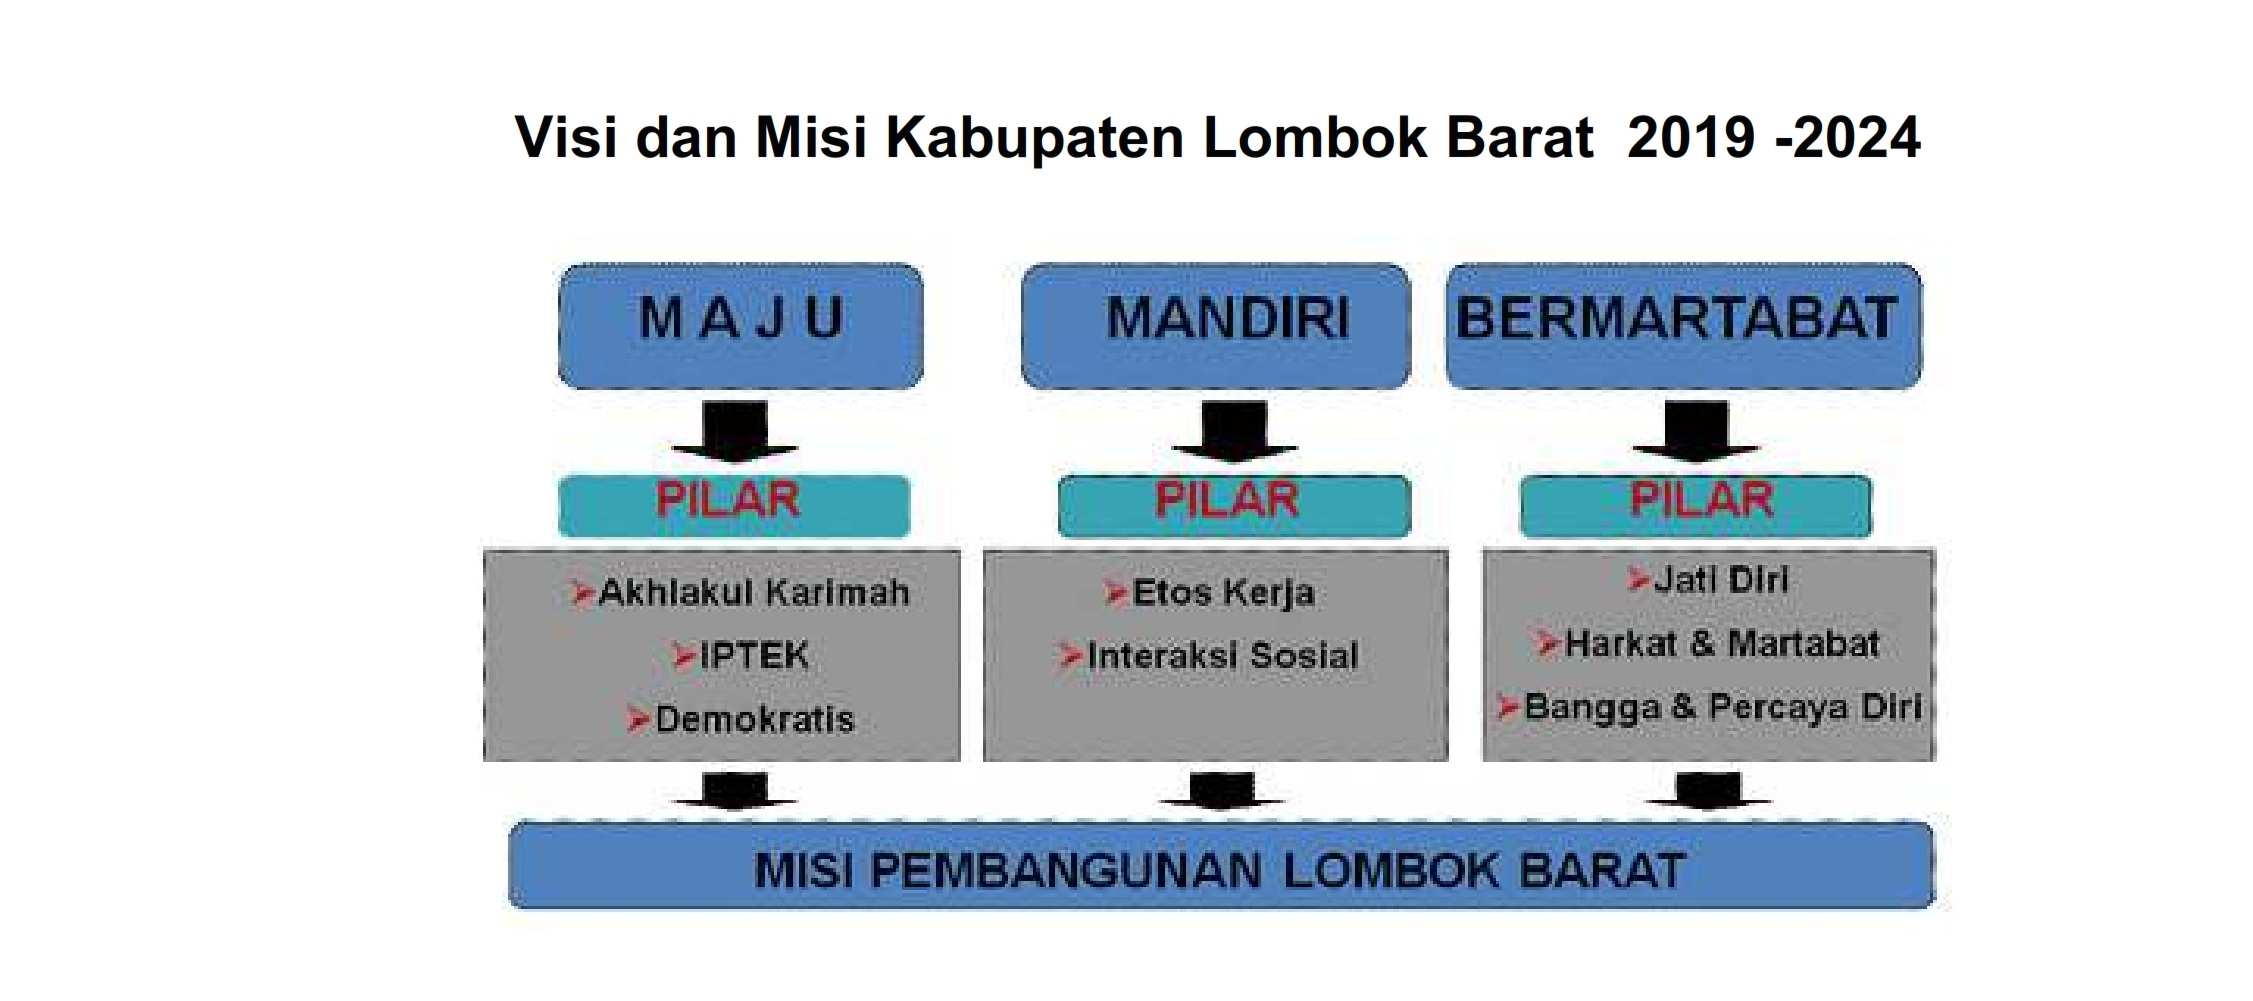 Visi dan Misi Kabupaten Lombok Barat 2019 -2024
M A J U
MANDIRI
BERMARTABAT
PILAR
PILAR
PILAR
Akhlakul Karimah
IPTEK
Demokratis
Etos Kerja
Interaksi Sosial
Jati Diri
Harkat & Martabat
Bangga & Percaya Diri
MISI PEMBANGUNAN LOMBOK BARAT